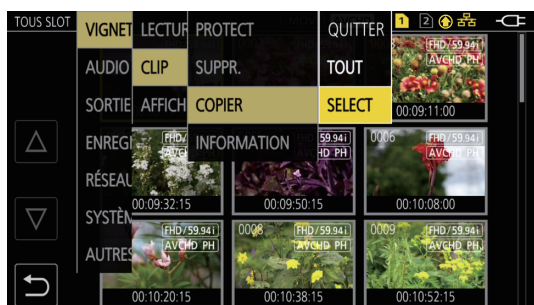 TOUS SLOT
1
2
VIGNET
AUDIO
SORTIE
ENREGI
RÉSEAU
SYSTÈM
AUTRES
LECTUR
CLIP
AFFICH
PROTECT
SUPPR.
COPIER
INFORMATION
QUITTER
TOUT
SELECT
FHD/59.94i
AVCHD PH
00:09:11:00
FHD/
AVC
00:09:32:15
59.94i
HD PH
00:09:50:15
0006
FHD/59.94i
AVCHD PH
00:10:08:00
FHD/59.94i
AVCHD PH
00:10:20:15
0008
FHD/59.94i
AVCHD PH
00:10:38:15
0009
FHD/59.94i
AVCHD PH
00:10:52:15